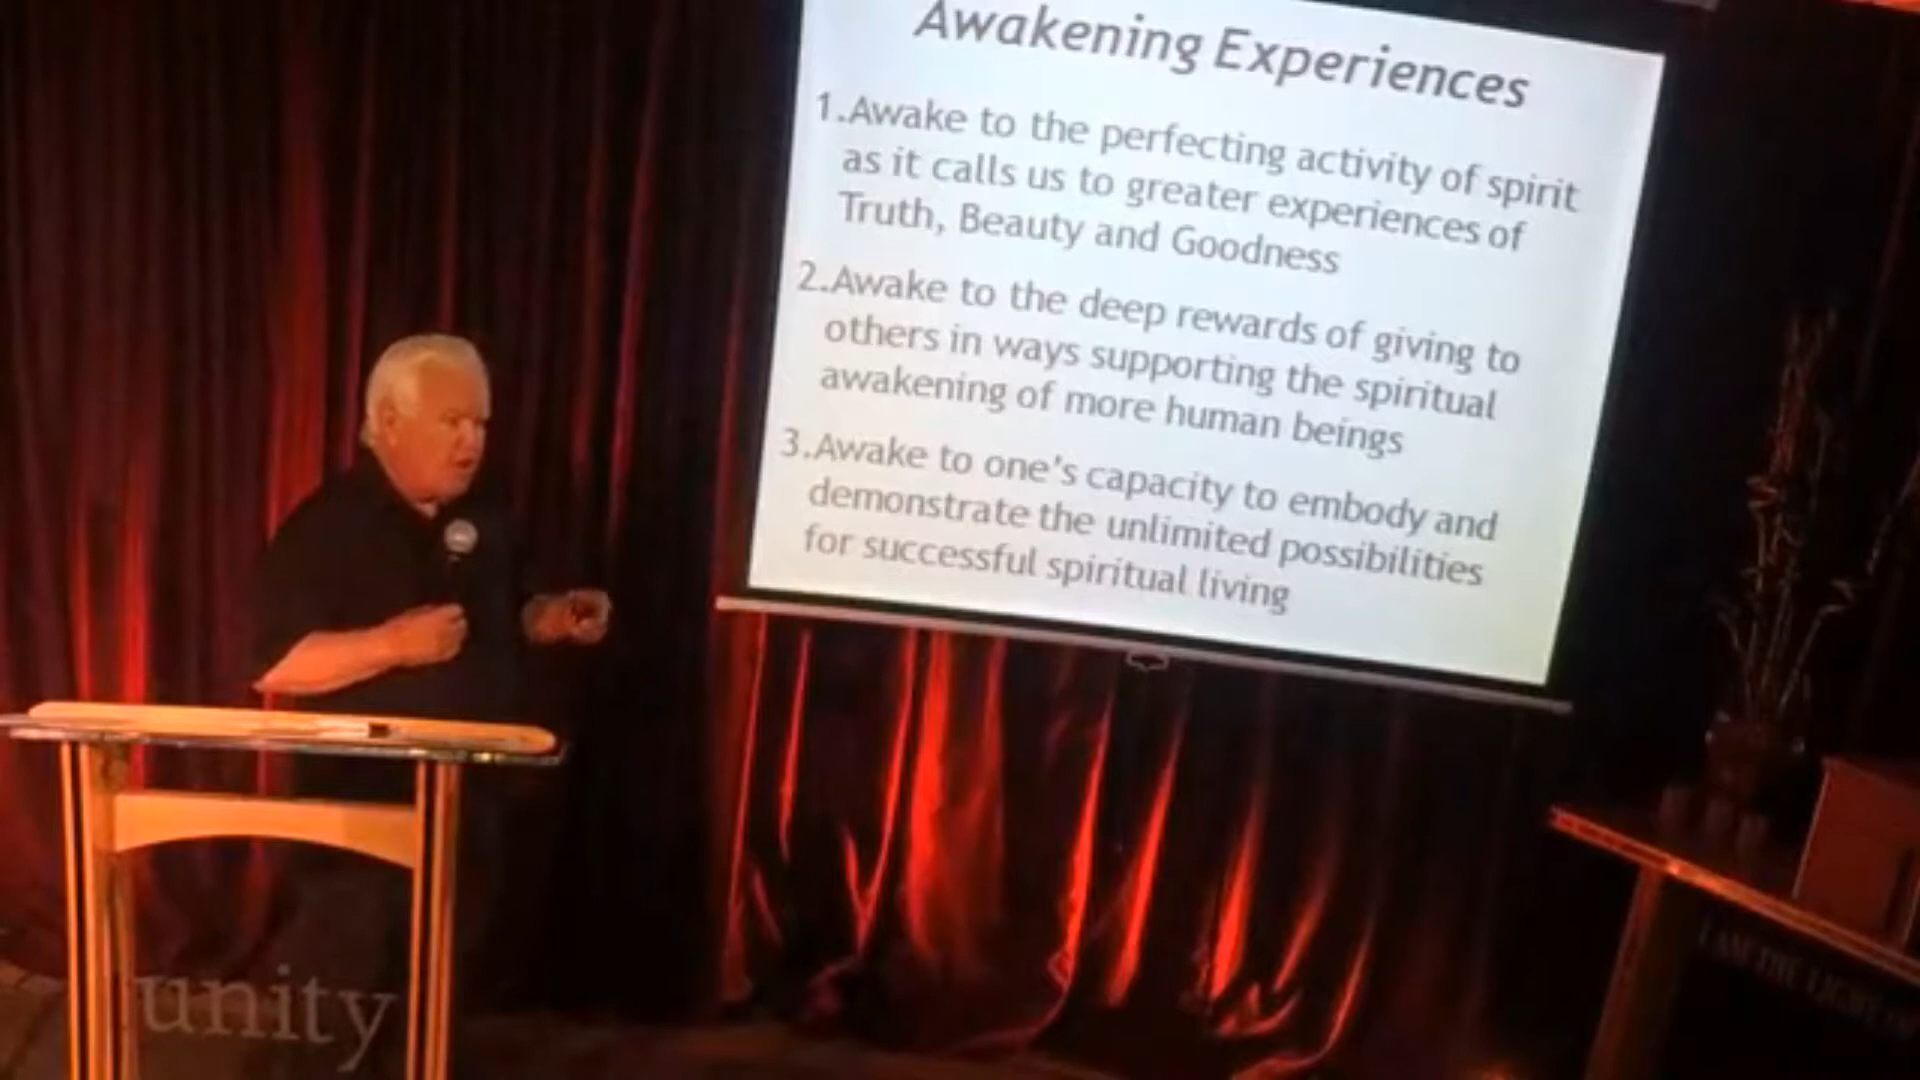 Awakening Experiences
1.Awake to the perfecting activity of spirit
as it calls us to greater experiences of
Truth, Beauty and Goodness
2.Awake to the deep rewards of giving to
others in ways supporting the spiritual
awakening of more human beings
3.Awake to one's capacity to embody and
demonstrate the unlimited possibilities
for successful spiritual living
unity
I AM THE LIGHT